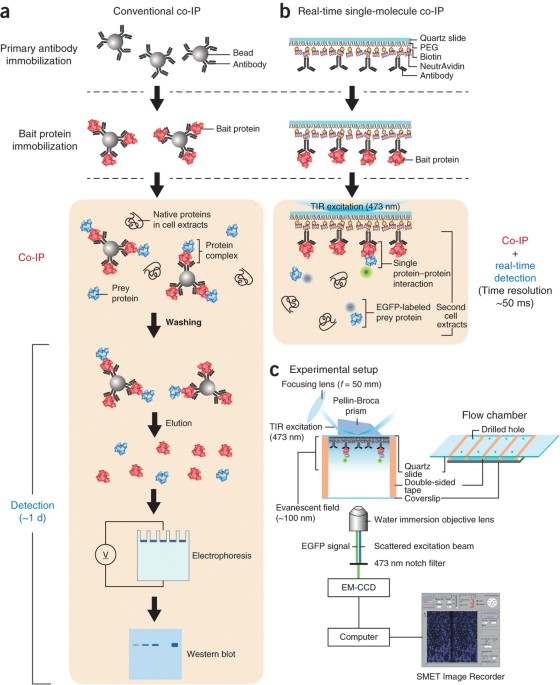 a
Conventional co-IP
Primary antibody
immobilization
Bead
Antibody
Bait protein
immobilization
Bait protein
Co-IP
Native proteins
in cell extracts
Protein
complex
Prey
protein
Washing
Detection
(~1 d)
Elution
V
Electrophoresis
Western blot
b
Real-time single-molecule co-IP
Quartz slide
PEG
Biotin
NeutrAvidin
Antibody
Bait protein
TIR excitation (473 nm)
Single
protein–protein
interaction
EGFP-labeled
prey protein
Second
cell
extracts
Co-IP
+
real-time
detection
(Time resolution
~50 ms)
c
Experimental setup
Focusing lens (f = 50 mm)
Pellin-Broca
prism
TIR excitation
(473 nm)
Flow chamber
Drilled hole
Quartz
slide
Double-sided
tape
Coverslip
Evanescent field
(~100 nm)
Water immersion objective lens
EGFP signal
Scattered excitation beam
473 nm notch filter
EM-CCD
Computer
SMET Image Recorder